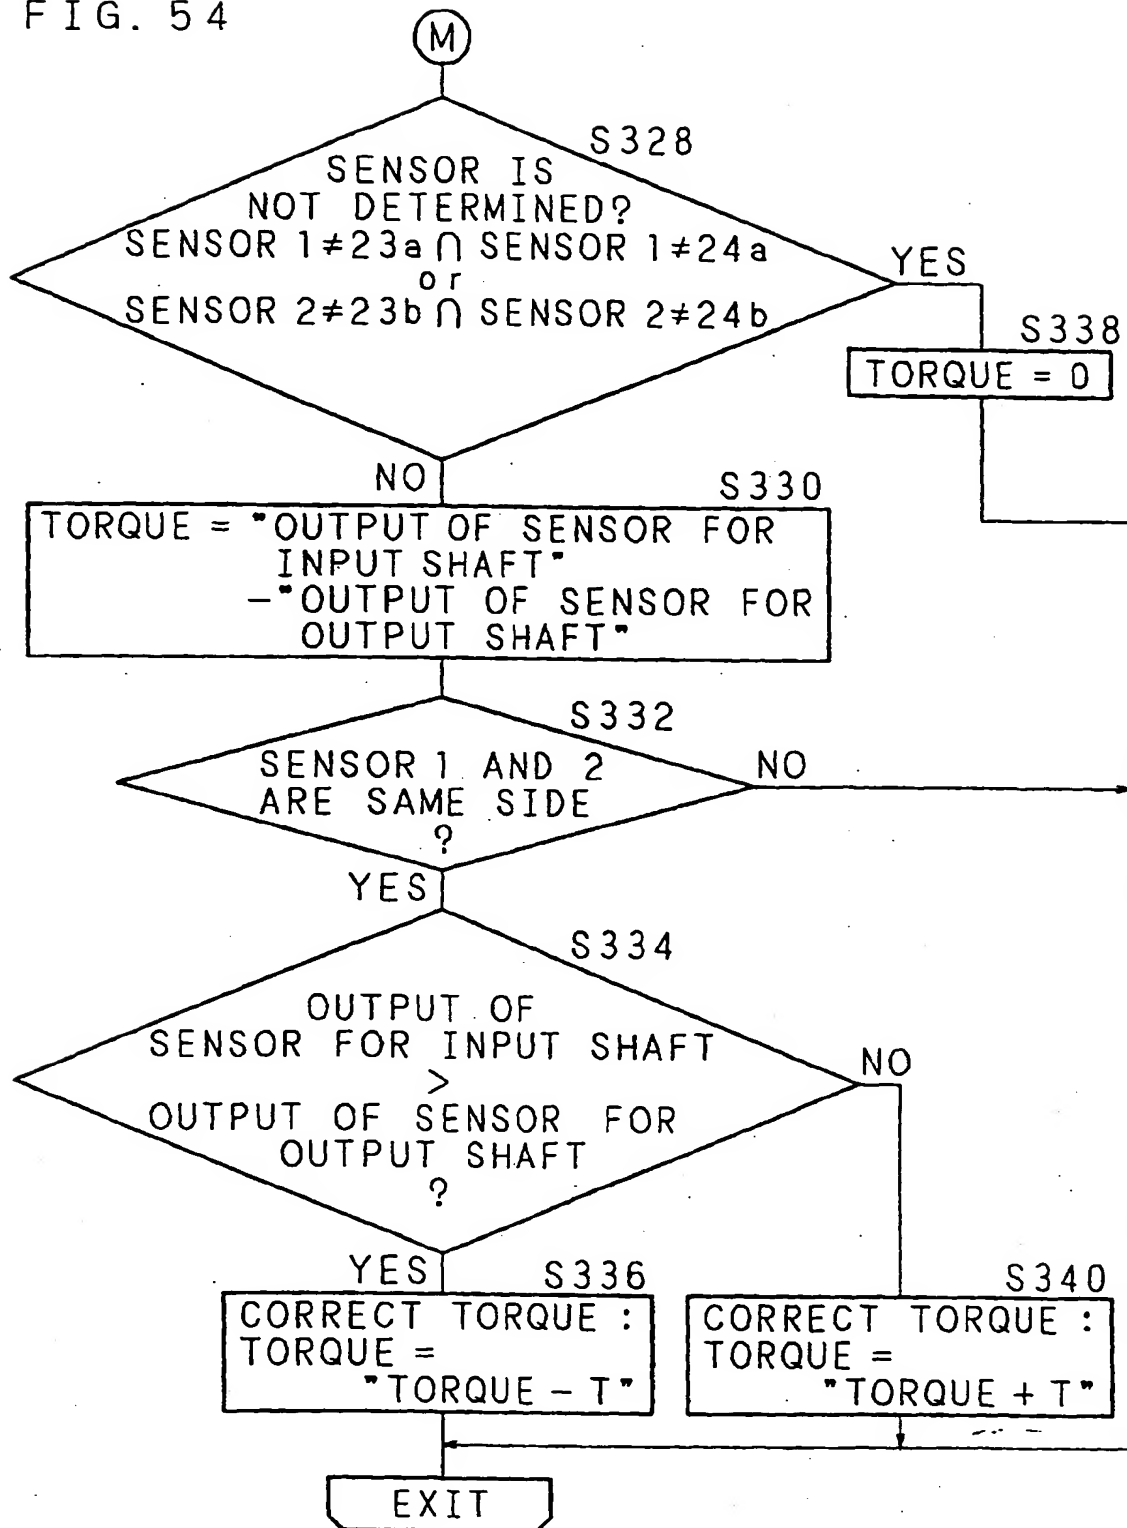 FIG. 54
M
S328
SENSOR IS
NOT DETERMINED?
SENSOR 1≠23a ∩ SENSOR 1≠24a
or
SENSOR 2≠23b ∩ SENSOR 2≠24b
YES
S338
TORQUE = 0
NO
S330
TORQUE = "OUTPUT OF SENSOR FOR
INPUT SHAFT"
-"OUTPUT OF SENSOR FOR
OUTPUT SHAFT"
S332
SENSOR 1 AND 2
ARE SAME SIDE
?
NO
YES
S334
OUTPUT OF
SENSOR FOR INPUT SHAFT
>
OUTPUT OF SENSOR FOR
OUTPUT SHAFT
?
NO
YES
S336
CORRECT TORQUE :
TORQUE =
"TORQUE - T"
S340
CORRECT TORQUE :
TORQUE =
"TORQUE + T"
EXIT